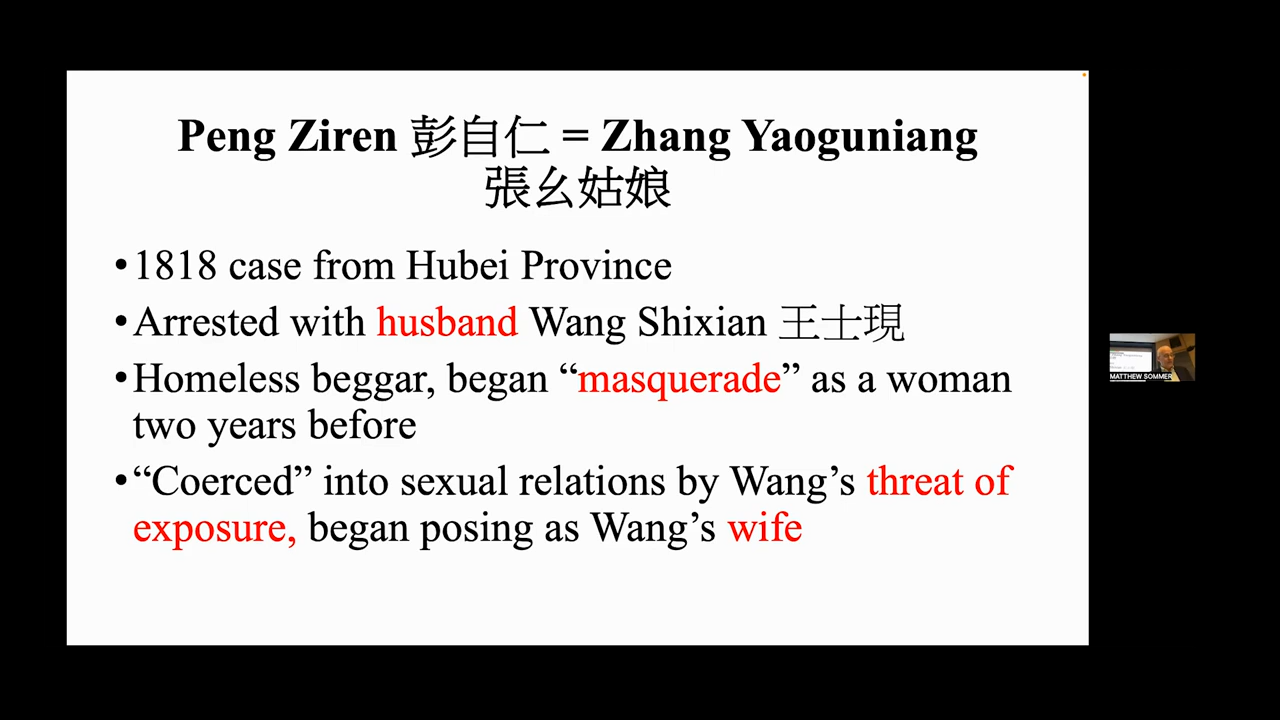 Peng Ziren 彭自仁 = Zhang Yaoguniang
張幺姑娘
•1818 case from Hubei Province
•Arrested with husband Wang Shixian 王士現
•Homeless beggar, began “masquerade” as a woman
two years before
•“Coerced” into sexual relations by Wang’s threat of
exposure, began posing as Wang’s wife
MATTHEW SOMMER